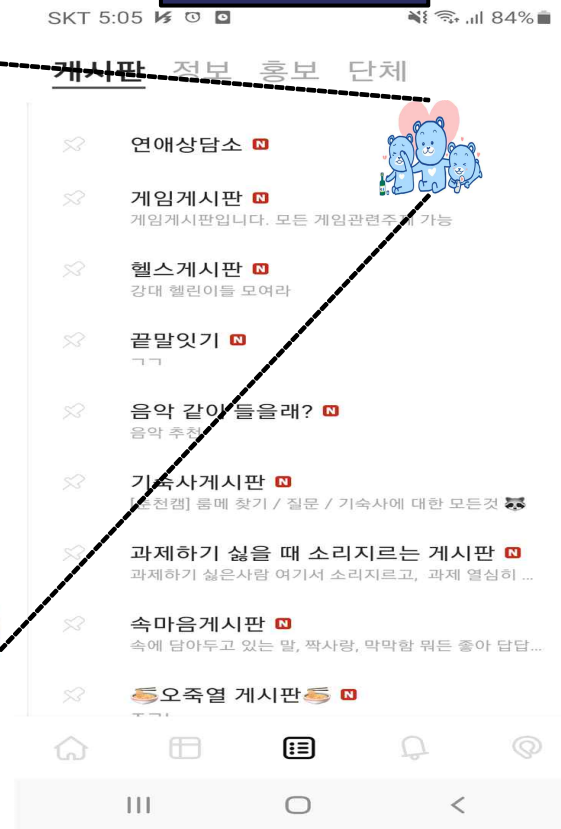 SKT 5:05 84%
게시판 정보 홍보 단체
연애상담소 N
게임게시판 N
게임게시판입니다. 모든 게임관련주제 가능
헬스게시판 N
강대 헬린이들 모여라
끝말잇기 N
ㄱㄱ
음악 같이 들을래? N
음악 추천
기숙사게시판 N
[춘천캠] 룸메 찾기 / 질문 / 기숙사에 대한 모든것 🦝
과제하기 싫을 때 소리지르는 게시판 N
과제하기 싫은사람 여기서 소리지르고, 과제 열심히 ...
속마음게시판 N
속에 담아두고 있는 말, 짝사랑, 막막함 뭐든 좋아 답답...
🍜오죽열 게시판🍜 N